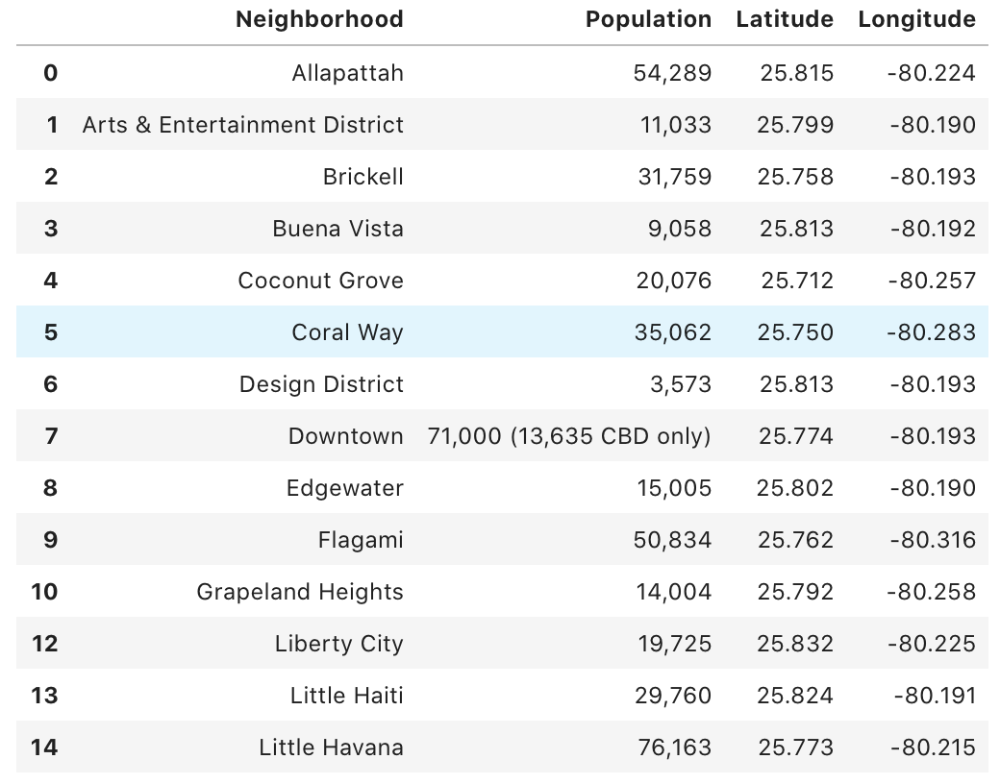 Neighborhood Population Latitude Longitude
0 Allapattah 54,289 25.815 -80.224
1 Arts & Entertainment District 11,033 25.799 -80.190
2 Brickell 31,759 25.758 -80.193
3 Buena Vista 9,058 25.813 -80.192
4 Coconut Grove 20,076 25.712 -80.257
5 Coral Way 35,062 25.750 -80.283
6 Design District 3,573 25.813 -80.193
7 Downtown 71,000 (13,635 CBD only) 25.774 -80.193
8 Edgewater 15,005 25.802 -80.190
9 Flagami 50,834 25.762 -80.316
10 Grapeland Heights 14,004 25.792 -80.258
12 Liberty City 19,725 25.832 -80.225
13 Little Haiti 29,760 25.824 -80.191
14 Little Havana 76,163 25.773 -80.215